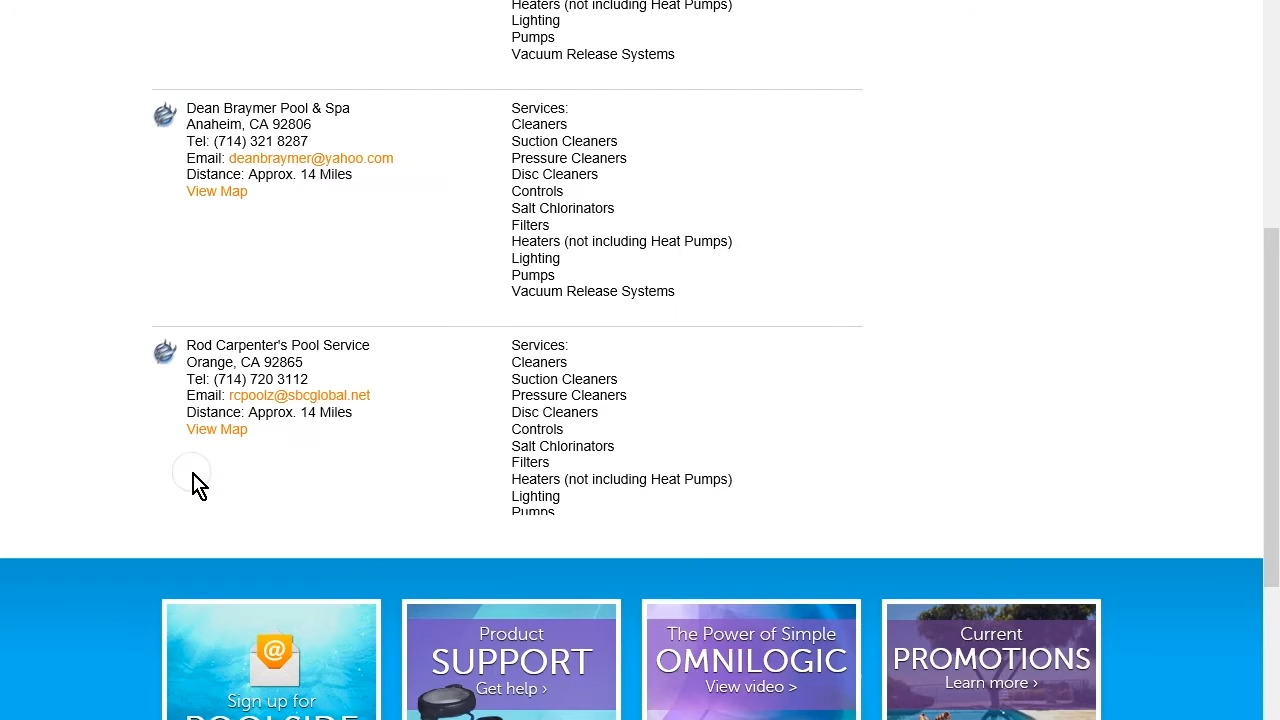 Heaters (not including Heat Pumps)
Lighting
Pumps
Vacuum Release Systems
Dean Braymer Pool & Spa
Anaheim, CA 92806
Tel: (714) 321 8287
Email: deanbraymer@yahoo.com
Distance: Approx. 14 Miles
View Map
Services:
Cleaners
Suction Cleaners
Pressure Cleaners
Disc Cleaners
Controls
Salt Chlorinators
Filters
Heaters (not including Heat Pumps)
Lighting
Pumps
Vacuum Release Systems
Rod Carpenter's Pool Service
Orange, CA 92865
Tel: (714) 720 3112
Email: rcpoolz@sbcglobal.net
Distance: Approx. 14 Miles
View Map
Services:
Cleaners
Suction Cleaners
Pressure Cleaners
Disc Cleaners
Controls
Salt Chlorinators
Filters
Heaters (not including Heat Pumps)
Lighting
Pumps
@
Sign up for
POOLSIDE
Product
SUPPORT
Get help ›
The Power of Simple
OMNILOGIC
View video >
Current
PROMOTIONS
Learn more ›